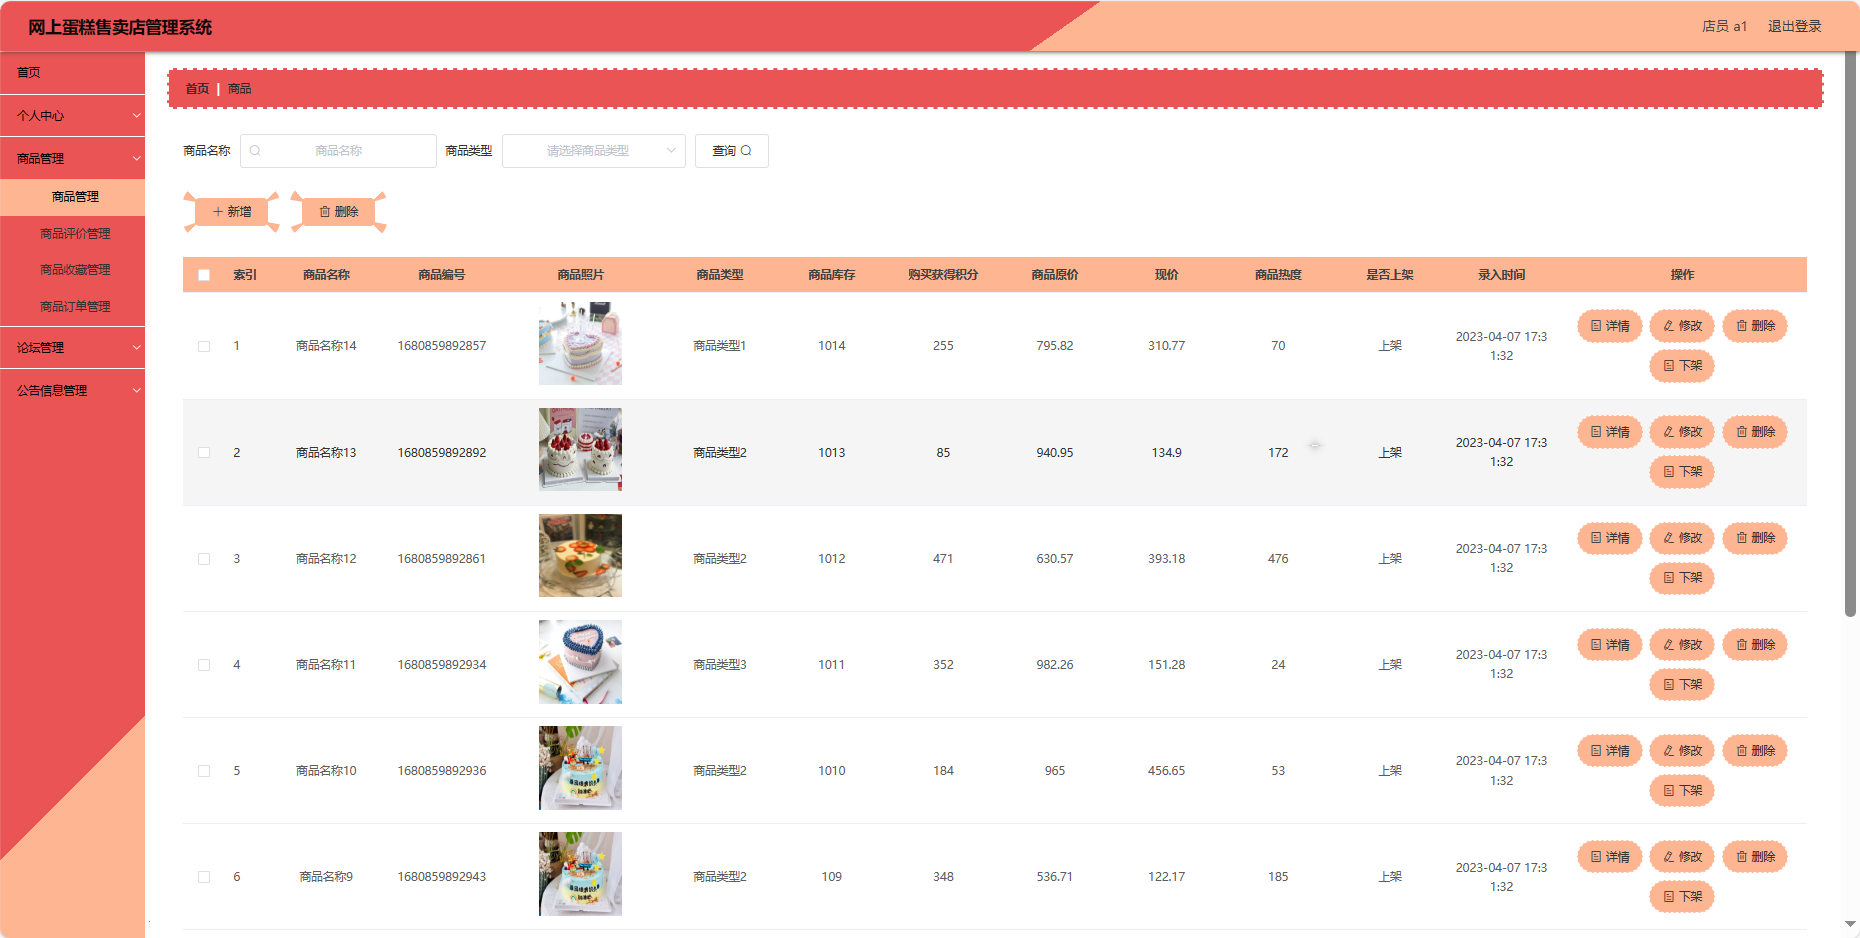 网上蛋糕售卖店管理系统
店员 a1 退出登录
首页
个人中心
商品管理
商品管理
商品评价管理
商品收藏管理
商品订单管理
论坛管理
公告信息管理
首页 | 商品
商品名称 商品名称 商品类型 请选择商品类型 查询
新增 删除
索引 商品名称 商品编号 商品照片 商品类型 商品库存 购买获得积分 商品原价 现价 商品热度 是否上架 录入时间 操作
1 商品名称14 1680859892857 商品类型1 1014 255 795.82 310.77 70 上架 2023-04-07 17:3
1:32
详情 修改 删除
下架
2 商品名称13 1680859892892 商品类型2 1013 85 940.95 134.9 172 上架 2023-04-07 17:3
1:32
详情 修改 删除
下架
3 商品名称12 1680859892861 商品类型2 1012 471 630.57 393.18 476 上架 2023-04-07 17:3
1:32
详情 修改 删除
下架
4 商品名称11 1680859892934 商品类型3 1011 352 982.26 151.28 24 上架 2023-04-07 17:3
1:32
详情 修改 删除
下架
5 商品名称10 1680859892936 商品类型2 1010 184 965 456.65 53 上架 2023-04-07 17:3
1:32
详情 修改 删除
下架
6 商品名称9 1680859892943 商品类型2 109 348 536.71 122.17 185 上架 2023-04-07 17:3
1:32
详情 修改 删除
下架